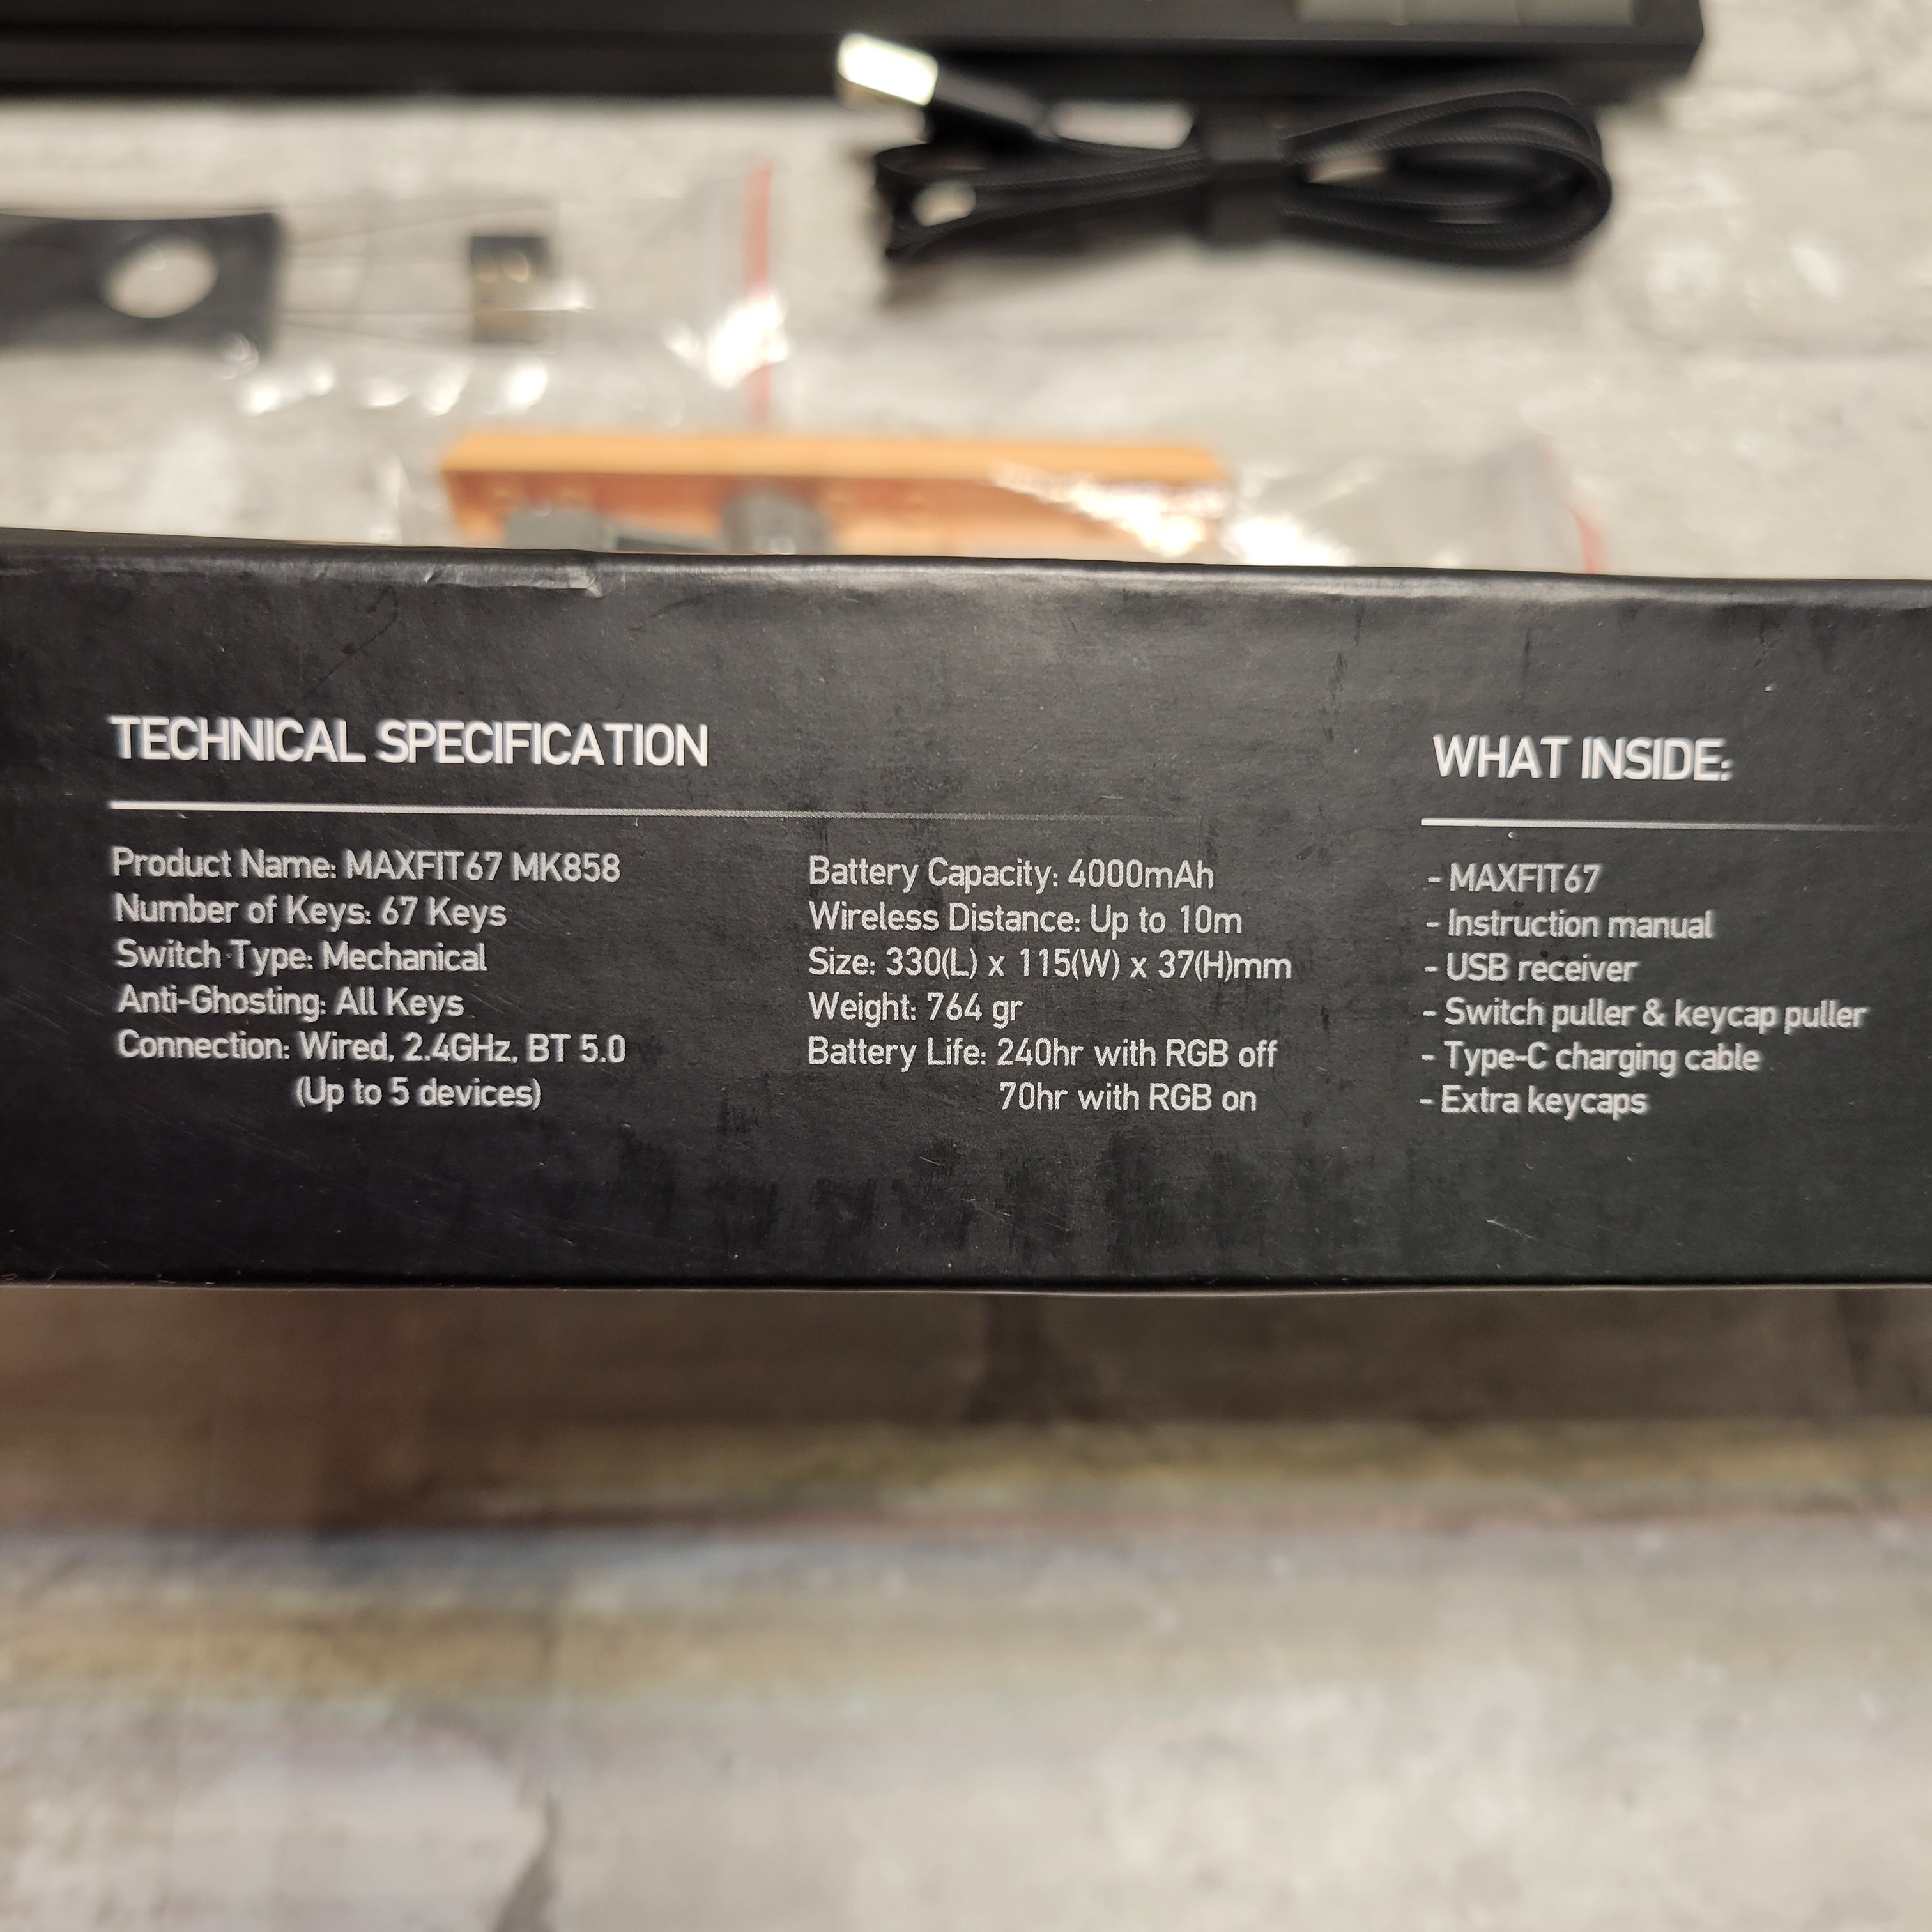 TECHNICAL SPECIFICATION
Product Name: MAXFIT67 MK858
Number of Keys: 67 Keys
Switch Type: Mechanical
Anti-Ghosting: All Keys
Connection: Wired, 2.4GHz, BT 5.0
(Up to 5 devices)
Battery Capacity: 4000mAh
Wireless Distance: Up to 10m
Size: 330(L) x 115(W) x 37(H)mm
Weight: 764 gr
Battery Life: 240hr with RGB off
70hr with RGB on
WHAT INSIDE:
- MAXFIT67
- Instruction manual
- USB receiver
- Switch puller & keycap puller
- Type-C charging cable
- Extra keycaps